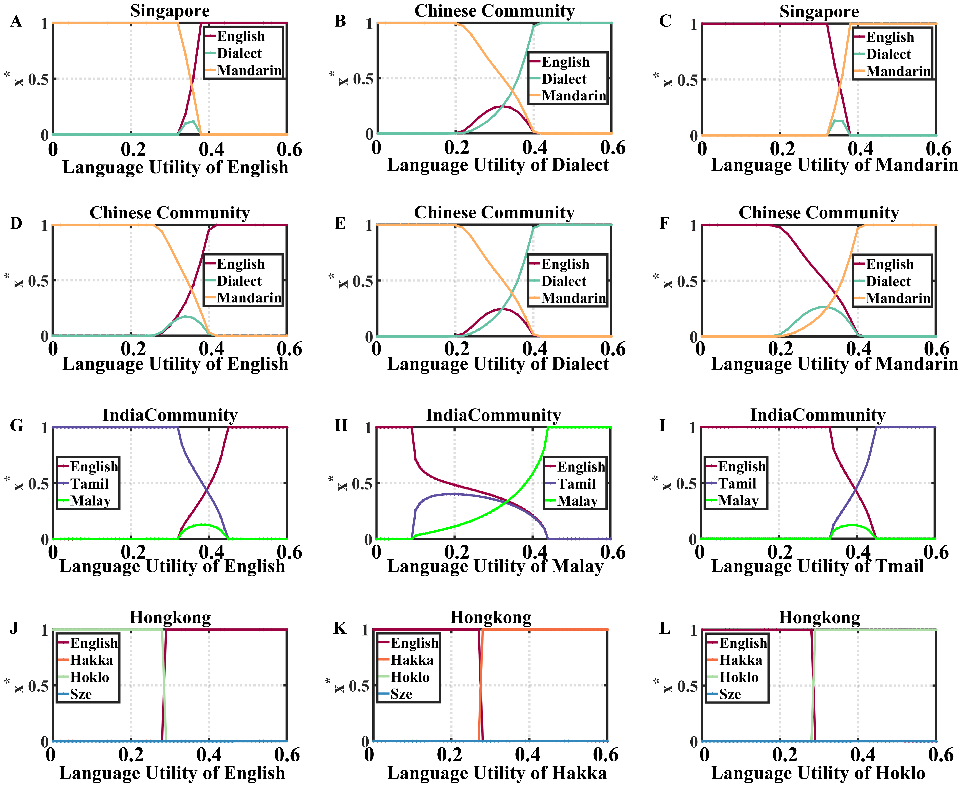 A Singapore
1
x* 0.5
0
English
Dialect
Mandarin
0 0.2 0.4 0.6
Language Utility of English
B Chinese Community
1
x* 0.5
0
English
Dialect
Mandarin
0 0.2 0.4 0.6
Language Utility of Dialect
C Singapore
1
x* 0.5
0
English
Dialect
Mandarin
0 0.2 0.4 0.6
Language Utility of Mandarin
D Chinese Community
1
x* 0.5
0
English
Dialect
Mandarin
0 0.2 0.4 0.6
Language Utility of English
E Chinese Community
1
x* 0.5
0
English
Dialect
Mandarin
0 0.2 0.4 0.6
Language Utility of Dialect
F Chinese Community
1
x* 0.5
0
English
Dialect
Mandarin
0 0.2 0.4 0.6
Language Utility of Mandarin
G IndiaCommunity
1
x* 0.5
0
English
Tamil
Malay
0 0.2 0.4 0.6
Language Utility of English
H IndiaCommunity
1
x* 0.5
0
English
Tamil
Malay
0 0.2 0.4 0.6
Language Utility of Malay
I IndiaCommunity
1
x* 0.5
0
English
Tamil
Malay
0 0.2 0.4 0.6
Language Utility of Tmail
J Hongkong
1
x* 0.5
0
English
Hakka
Hoklo
Sze
0 0.2 0.4 0.6
Language Utility of English
K Hongkong
1
x* 0.5
0
English
Hakka
Hoklo
Sze
0 0.2 0.4 0.6
Language Utility of Hakka
L Hongkong
1
x* 0.5
0
English
Hakka
Hoklo
Sze
0 0.2 0.4 0.6
Language Utility of Hoklo